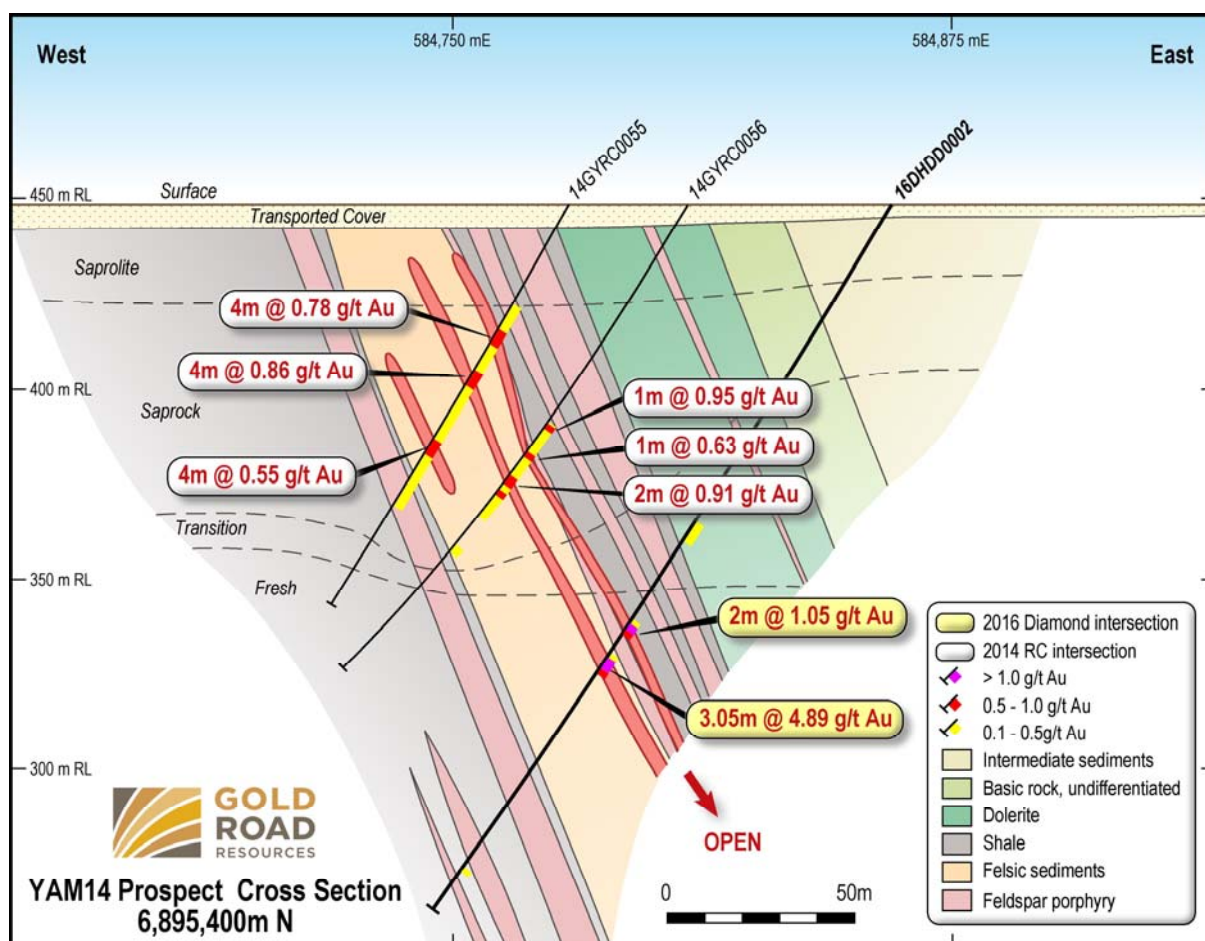 584,750 mE
584,875 mE
West
East
14GYRC0055
14GYRC0056
16DHDD0002
450 m RL
Surface
Transported Cover
Saprolite
4m @ 0.78 g/t Au
4m @ 0.86 g/t Au
400 m RL
1m @ 0.95 g/t Au
Saprock
1m @ 0.63 g/t Au
4m @ 0.55 g/t Au
2m @ 0.91 g/t Au
Transition
350 m RL
Fresh
2m @ 1.05 g/t Au
3.05m @ 4.89 g/t Au
300 m RL
OPEN
2016 Diamond intersection
2014 RC intersection
> 1.0 g/t Au
0.5 - 1.0 g/t Au
0.1 - 0.5g/t Au
Intermediate sediments
Basic rock, undifferentiated
Dolerite
Shale
Felsic sediments
Feldspar porphyry
GOLD
ROAD
RESOURCES
YAM14 Prospect Cross Section
6,895,400m N
0 50m